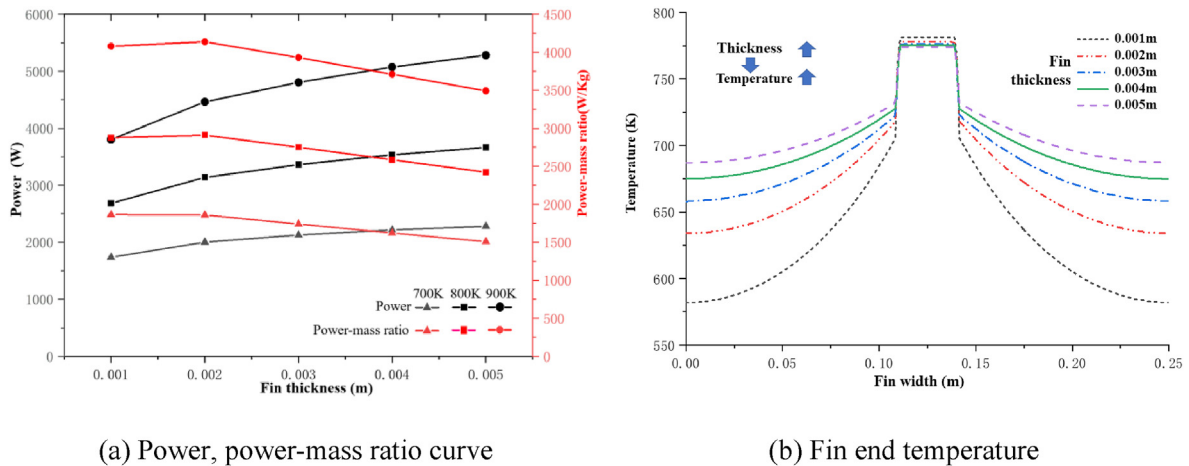 6000
5000
4000
3000
2000
1000
0
Power (W)
4500
4000
3500
3000
2500
2000
1500
1000
500
0
Power-mass ratio(W/Kg)
700K 800K 900K
Power
Power-mass ratio
0.001 0.002 0.003 0.004 0.005
Fin thickness (m)
(a) Power, power-mass ratio curve
800
750
700
650
600
550
Temperature (K)
Thickness
Temperature
Fin thickness
0.001m
0.002m
0.003m
0.004m
0.005m
0.00 0.05 0.10 0.15 0.20 0.25
Fin width (m)
(b) Fin end temperature